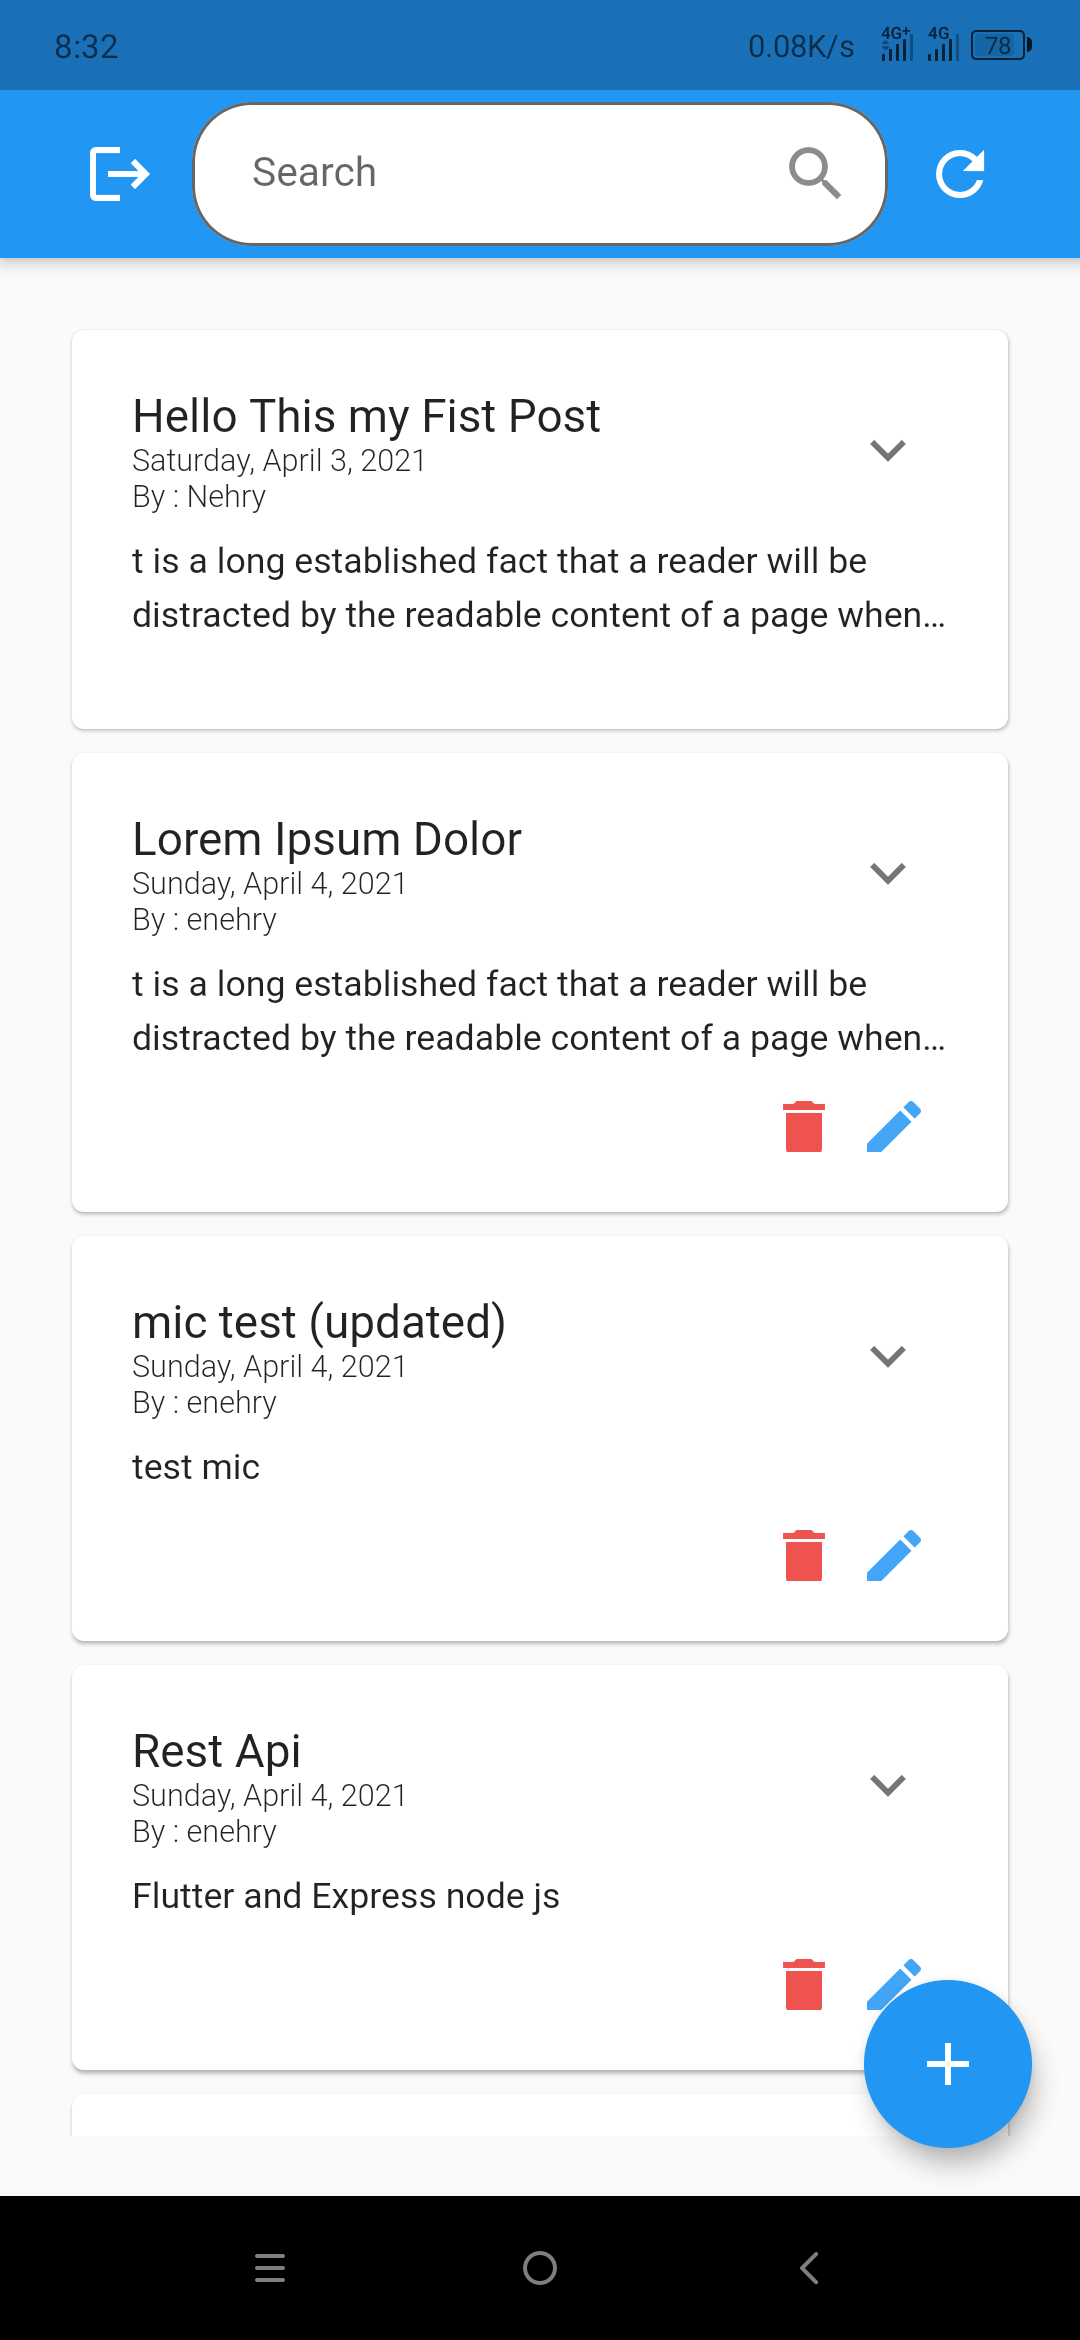 8:32
0.08K/s 4G+ 4G 78
Search
Hello This my Fist Post
Saturday, April 3, 2021
By : Nehry
t is a long established fact that a reader will be
distracted by the readable content of a page when…
Lorem Ipsum Dolor
Sunday, April 4, 2021
By : enehry
t is a long established fact that a reader will be
distracted by the readable content of a page when…
mic test (updated)
Sunday, April 4, 2021
By : enehry
test mic
Rest Api
Sunday, April 4, 2021
By : enehry
Flutter and Express node js